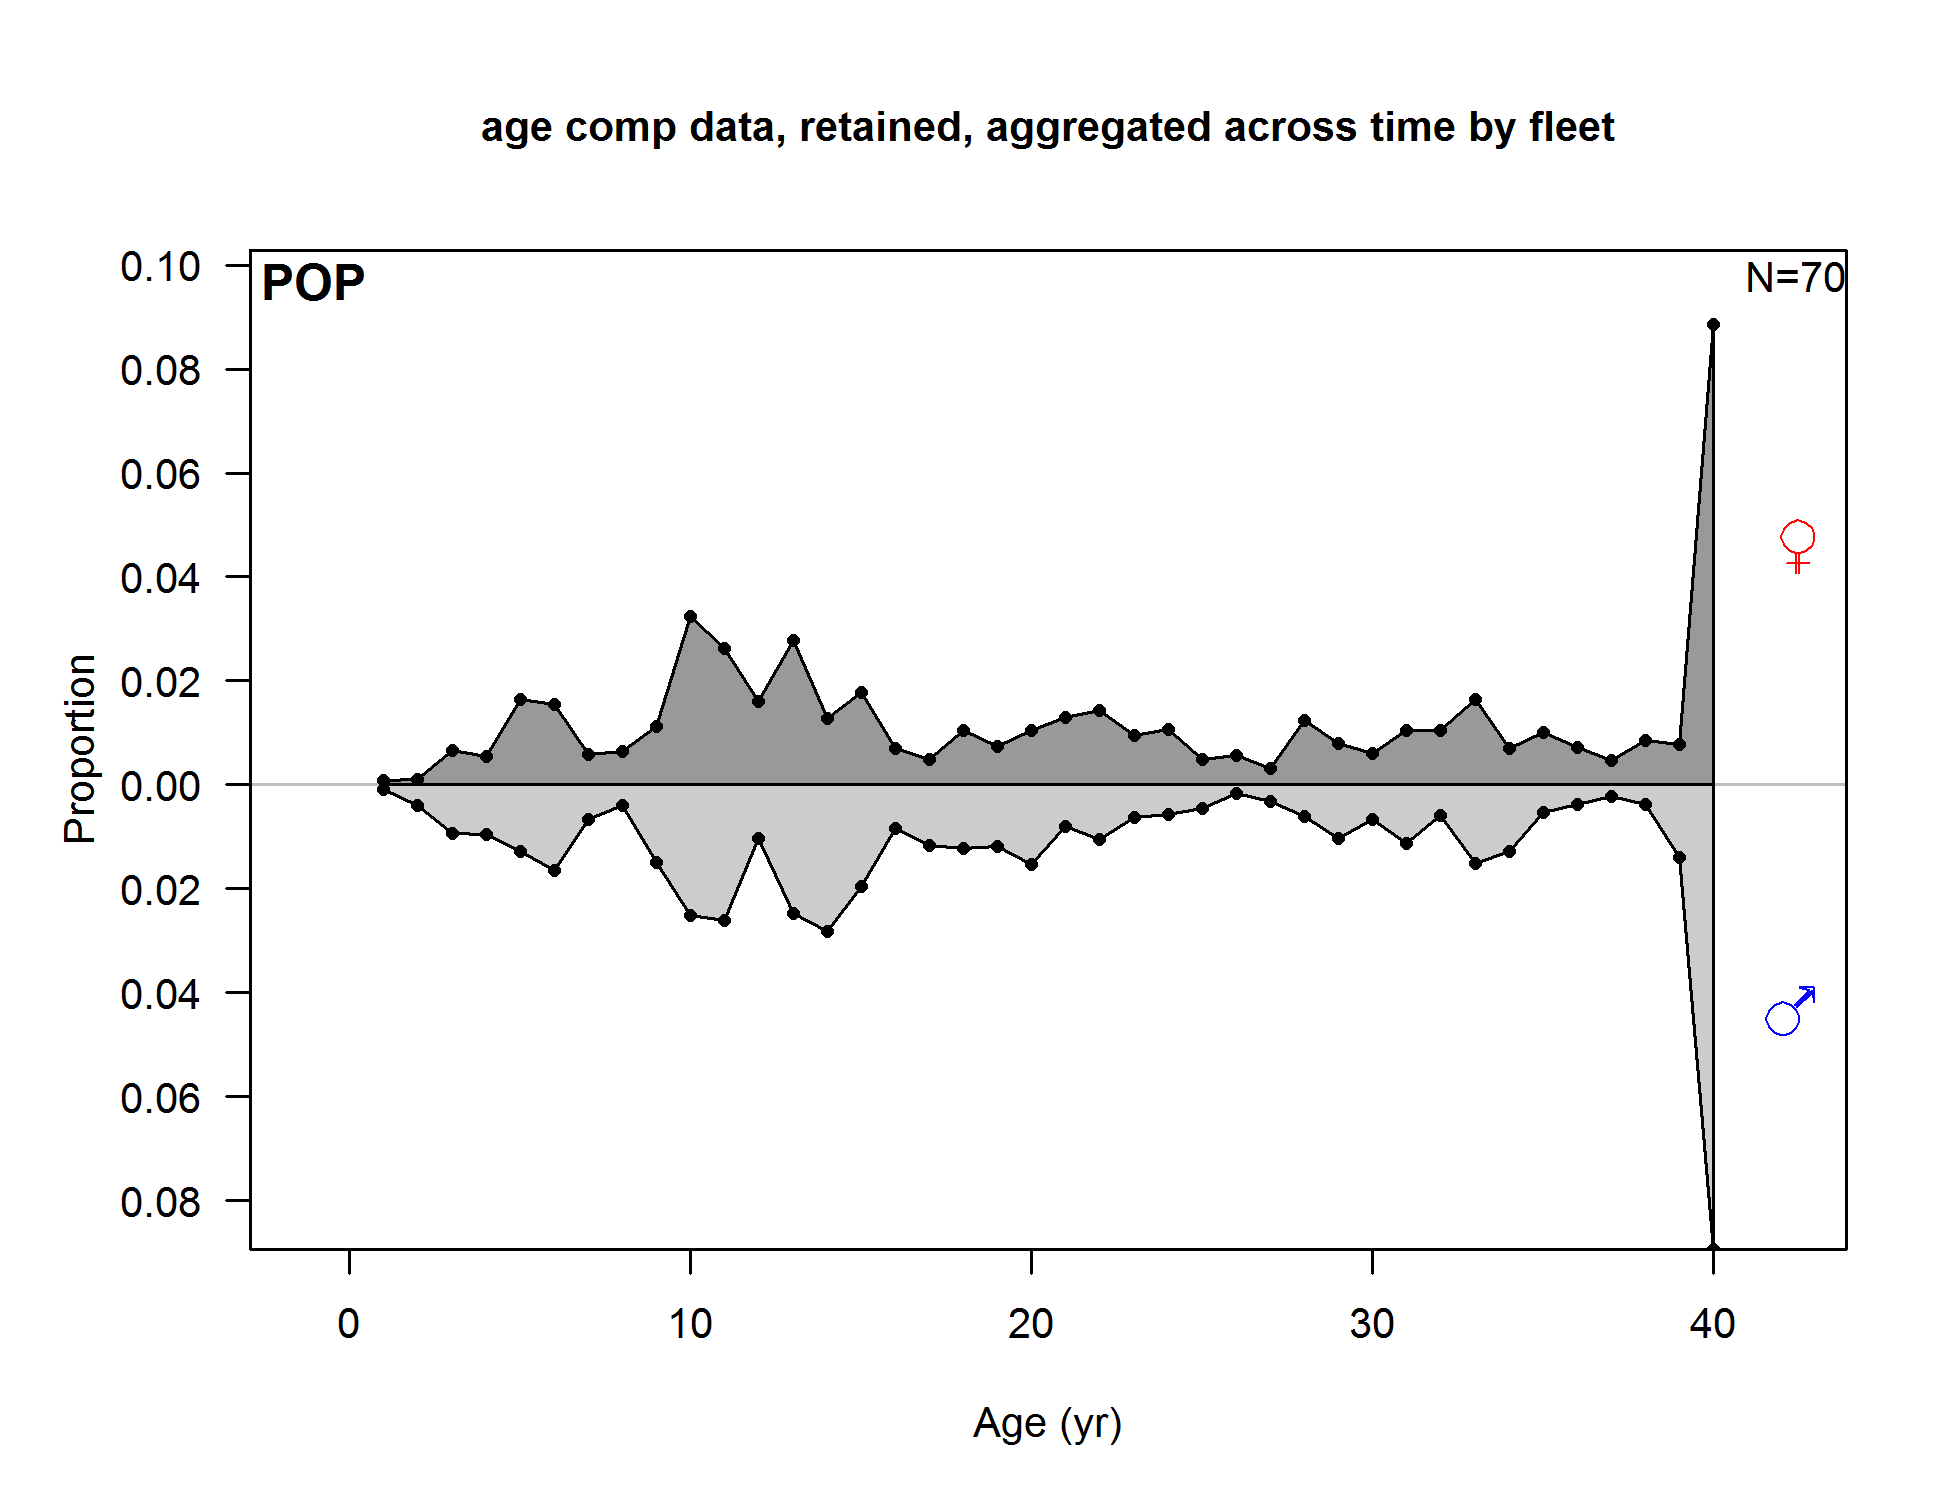 age comp data, retained, aggregated across time by fleet
POP
N=70
0.10
0.08
0.06
0.04
0.02
0.00
0.02
0.04
0.06
0.08
Proportion
♀
♂
0 10 20 30 40
Age (yr)